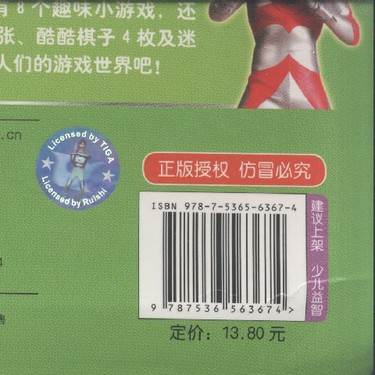 有8个趣味小游戏，还
张、酷酷棋子4枚及迷
人们的游戏世界吧！
.cn
Licensed by TIGA
Licensed by Ruishi
正版授权 仿冒必究
ISBN 978-7-5365-6367-4
建议上架 少儿益智
9 787536 563674 >
定价：13.80元
4